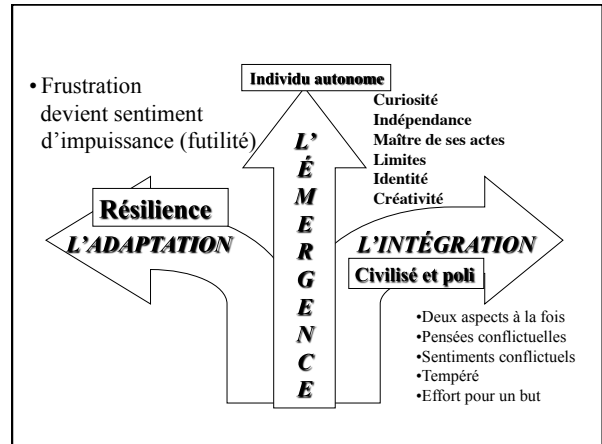 • Frustration
devient sentiment
d'impuissance (futilité)
Individu autonome
Curiosité
Indépendance
Maître de ses actes
Limites
Identité
Créativité
L'ÉMERGENCE
Résilience
L'ADAPTATION
L'INTÉGRATION
Civilisé et poli
•Deux aspects à la fois
•Pensées conflictuelles
•Sentiments conflictuels
•Tempéré
•Effort pour un but